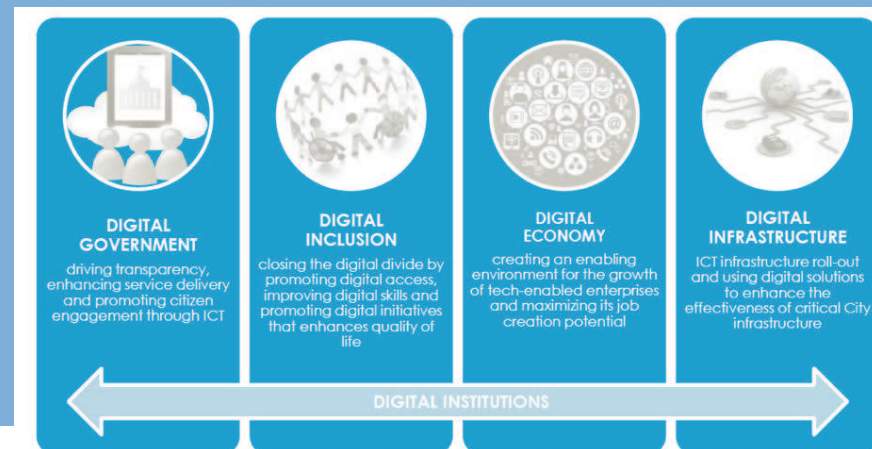 DIGITAL
GOVERNMENT
driving transparency,
enhancing service delivery
and promoting citizen
engagement through ICT
DIGITAL
INCLUSION
closing the digital divide by
promoting digital access,
improving digital skills and
promoting digital initiatives
that enhances quality of
life
DIGITAL
ECONOMY
creating an enabling
environment for the growth
of tech-enabled enterprises
and maximizing its job
creation potential
DIGITAL
INFRASTRUCTURE
ICT infrastructure roll-out
and using digital solutions
to enhance the
effectiveness of critical City
infrastructure
DIGITAL INSTITUTIONS